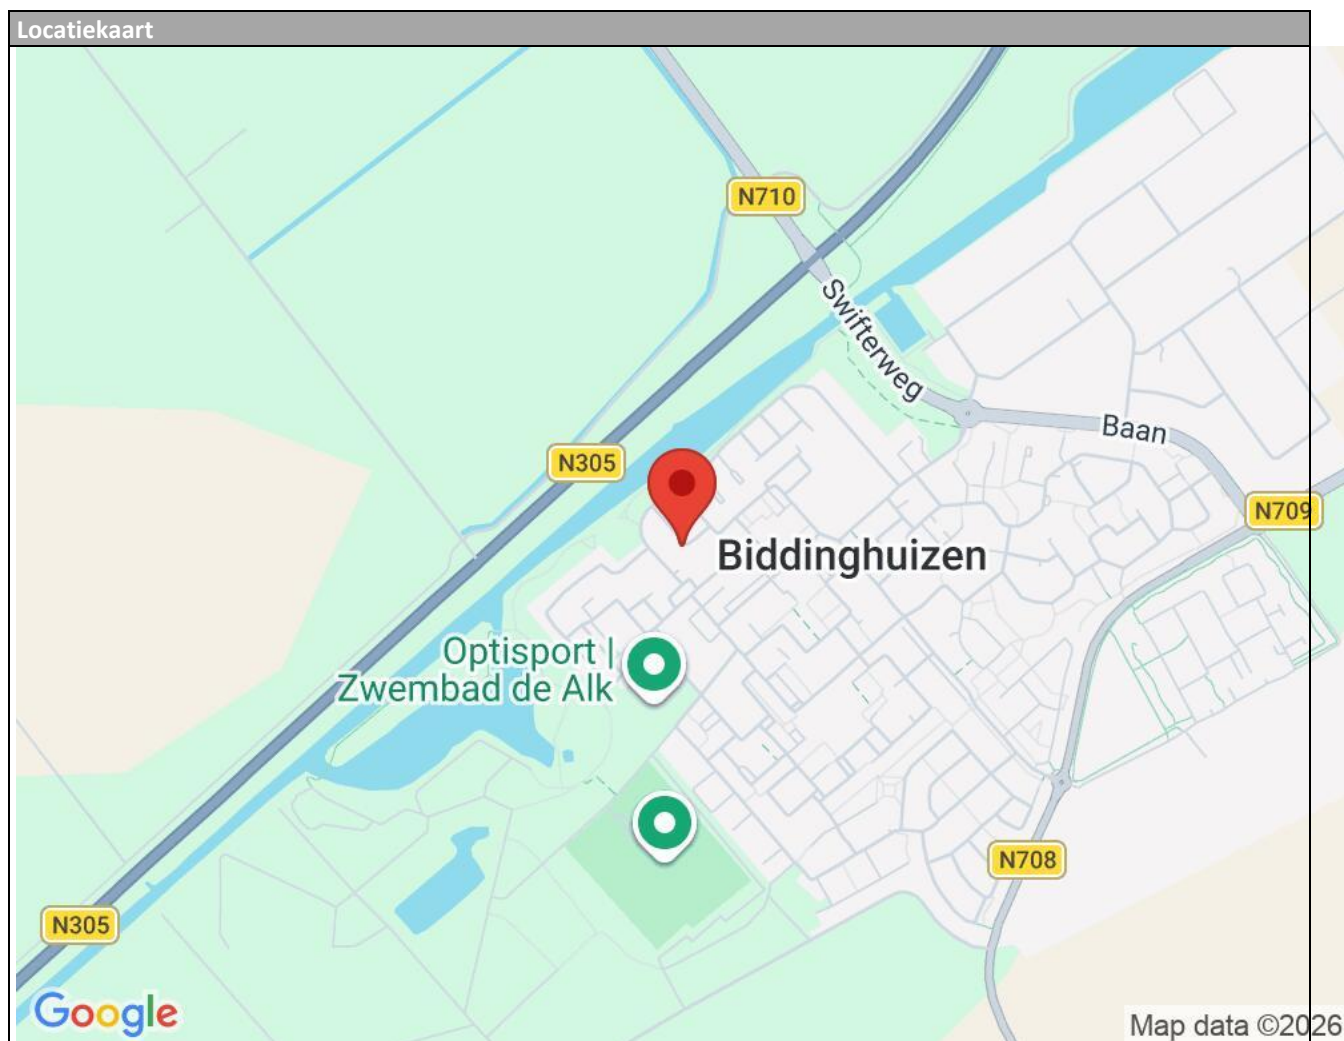 Locatiekaart
N710
Swifterweg
Baan
N305
N709
Biddinghuizen
Optisport |
Zwembad de Alk
N708
N305
Google
Map data ©2026